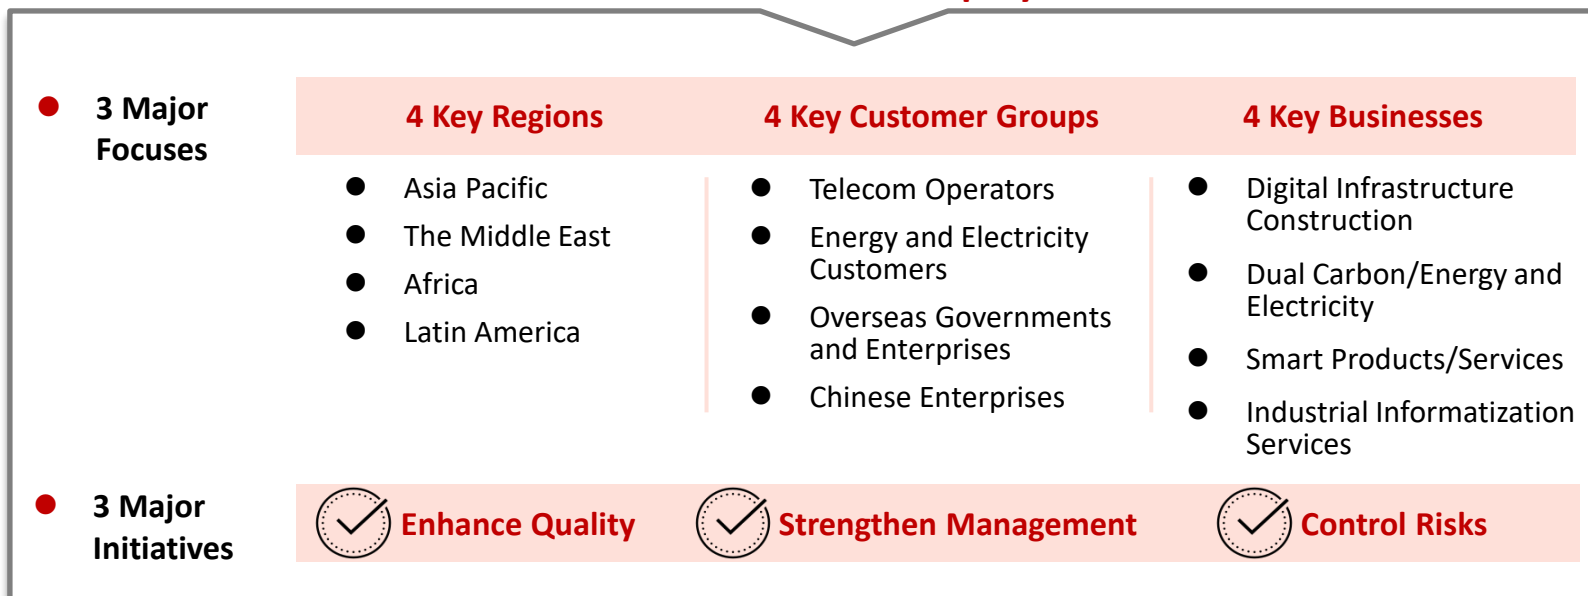 3 Major
Focuses
4 Key Regions
4 Key Customer Groups
4 Key Businesses
Asia Pacific
The Middle East
Africa
Latin America
Telecom Operators
Energy and Electricity
Customers
Overseas Governments
and Enterprises
Chinese Enterprises
Digital Infrastructure
Construction
Dual Carbon/Energy and
Electricity
Smart Products/Services
Industrial Informatization
Services
3 Major
Initiatives
Enhance Quality
Strengthen Management
Control Risks